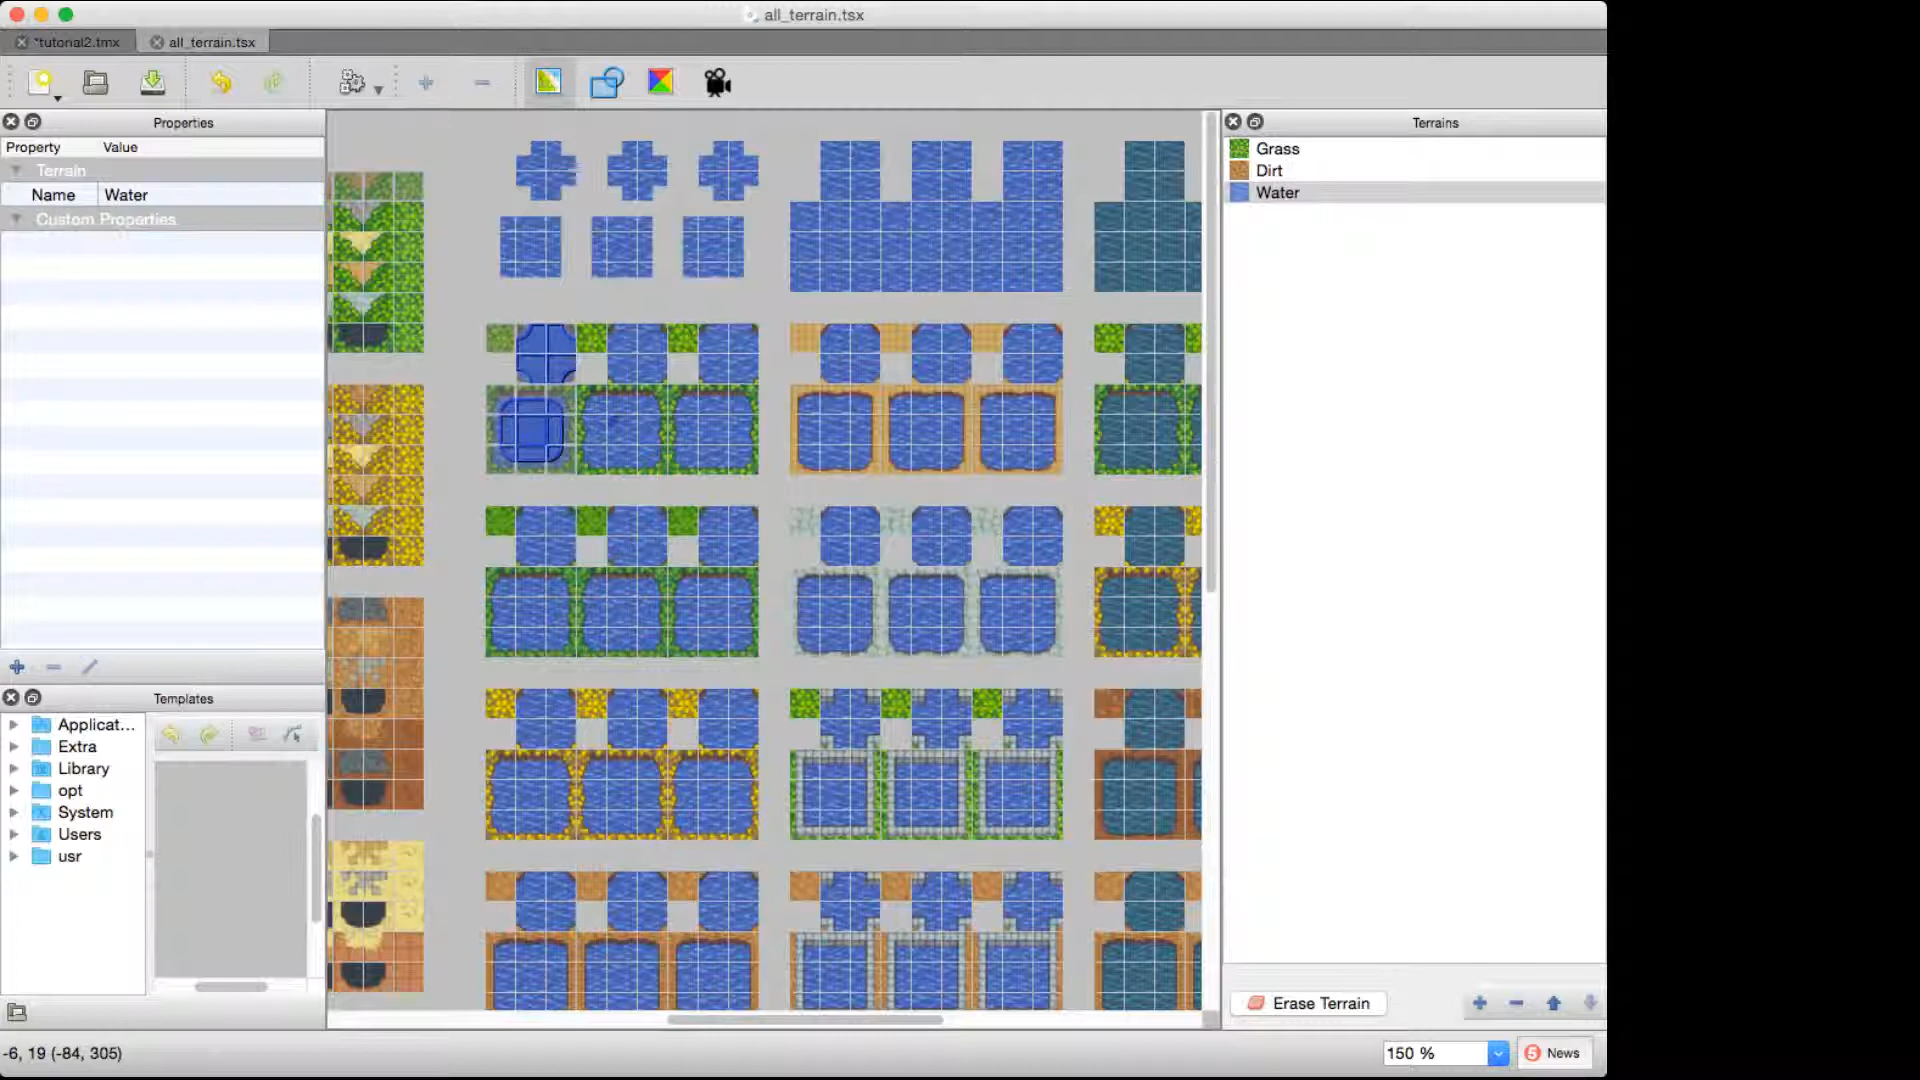 all_terrain.tsx
*tutorial2.tmx
all_terrain.tsx
Properties
Property Value
Terrain
Name Water
Custom Properties
Templates
Applicat...
Extra
Library
opt
System
Users
usr
Terrains
Grass
Dirt
Water
Erase Terrain
-6, 19 (-84, 305)
150 %
5 News